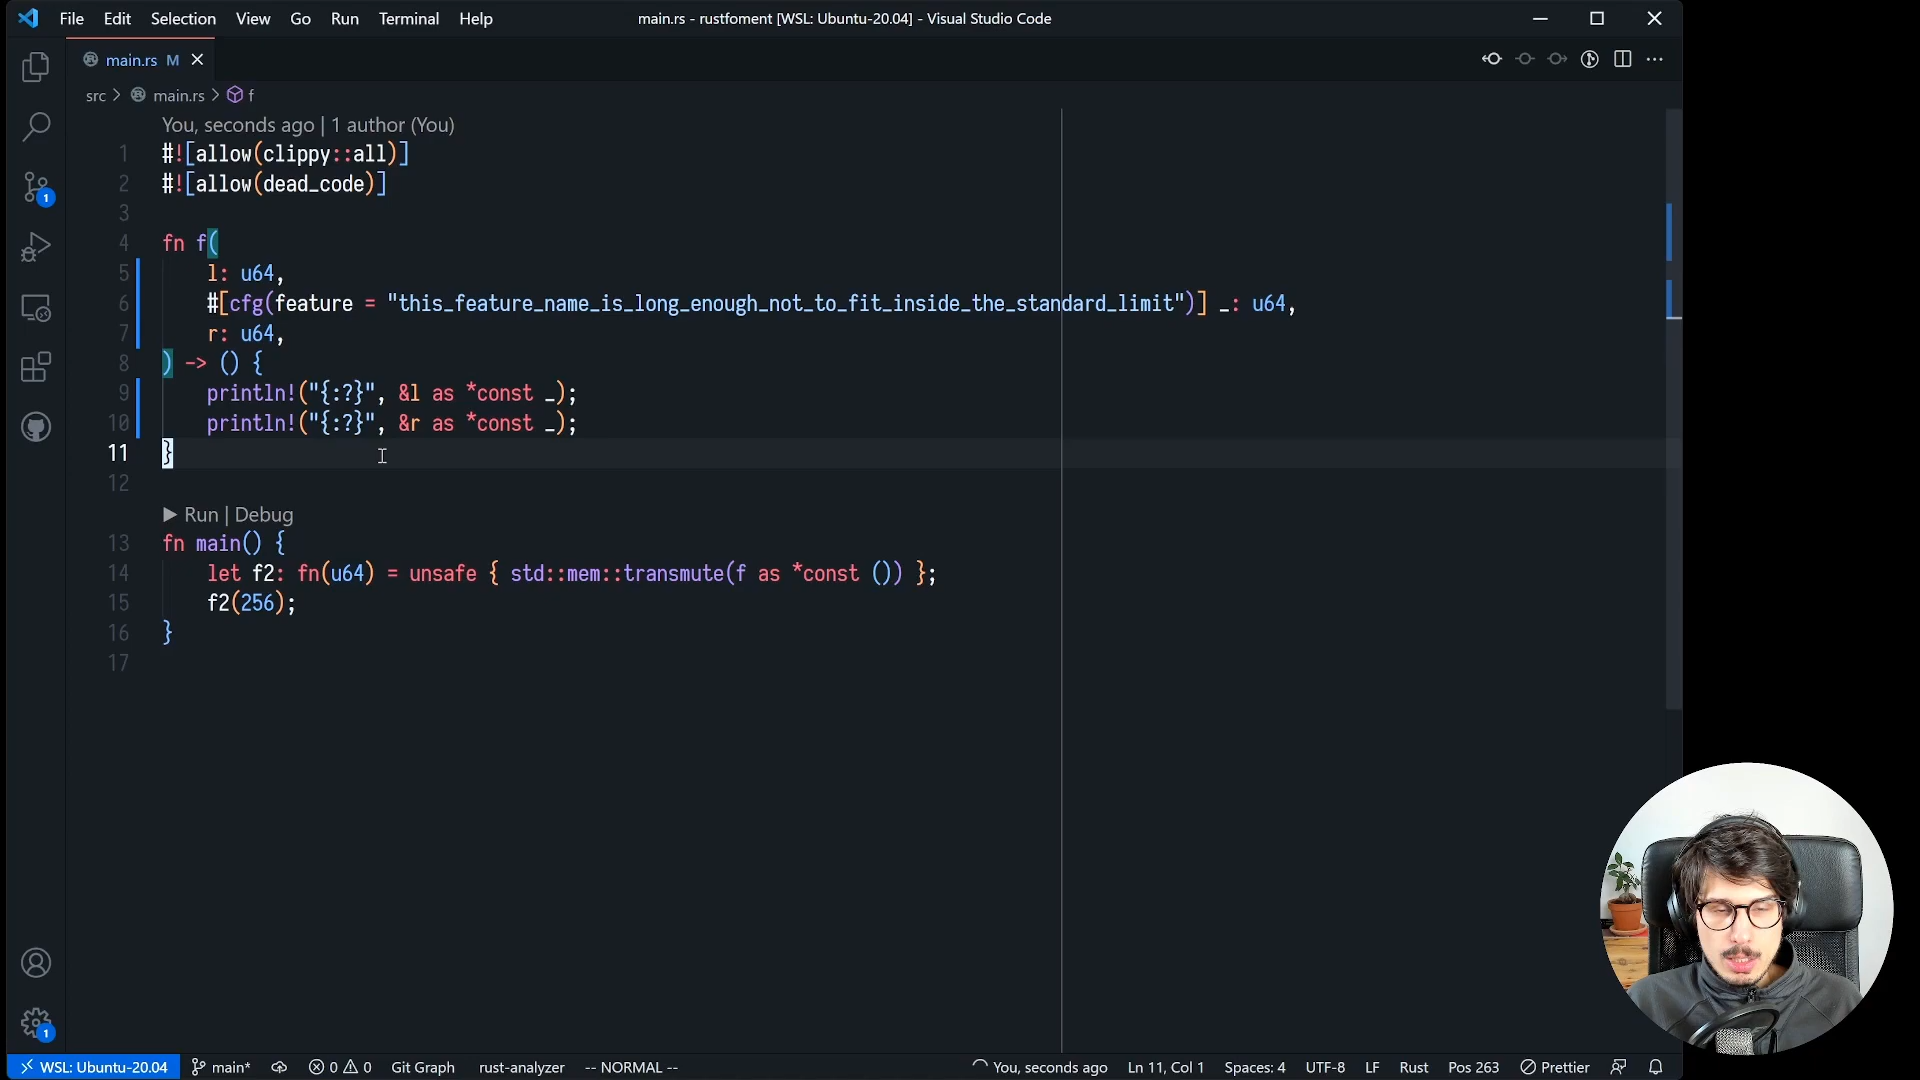 File Edit Selection View Go Run Terminal Help main.rs - rustfoment [WSL: Ubuntu-20.04] - Visual Studio Code
main.rs M
src > main.rs > f
You, seconds ago | 1 author (You)
1 #![allow(clippy::all)]
2 #![allow(dead_code)]
3
4 fn f(
5 l: u64,
6 #[cfg(feature = "this_feature_name_is_long_enough_not_to_fit_inside_the_standard_limit")] _: u64,
7 r: u64,
8 ) -> () {
9 println!("{:?}", &l as *const _);
10 println!("{:?}", &r as *const _);
11 }
12
Run | Debug
13 fn main() {
14 let f2: fn(u64) = unsafe { std::mem::transmute(f as *const ()) };
15 f2(256);
16 }
17
1
1
WSL: Ubuntu-20.04 main* 0 0 Git Graph rust-analyzer -- NORMAL -- You, seconds ago Ln 11, Col 1 Spaces: 4 UTF-8 LF Rust Pos 263 Prettier